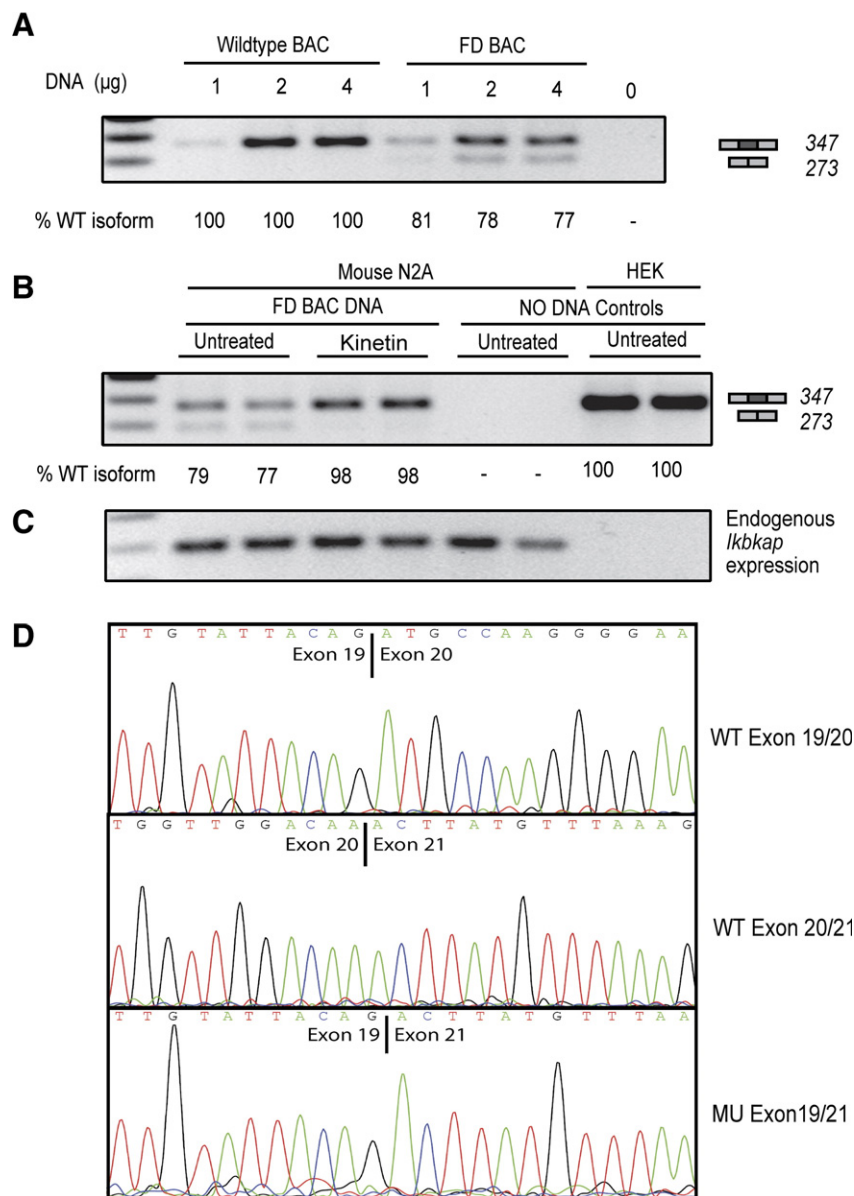 A
Wildtype BAC FD BAC
DNA (µg) 1 2 4 1 2 4 0
347
273
% WT isoform 100 100 100 81 78 77 -
B
Mouse N2A HEK
FD BAC DNA NO DNA Controls
Untreated Kinetin Untreated Untreated
347
273
% WT isoform 79 77 98 98 - - 100 100
C
Endogenous
Ikbkap
expression
D
T T G T A T T A C A G A T G C C A A G G G G A A
Exon 19 Exon 20
WT Exon 19/20
T G G T T G G A C A A A C T T A T G T T T A A A G
Exon 20 Exon 21
WT Exon 20/21
T T G T A T T A C A G A C T T A T G T T T A A
Exon 19 Exon 21
MU Exon19/21